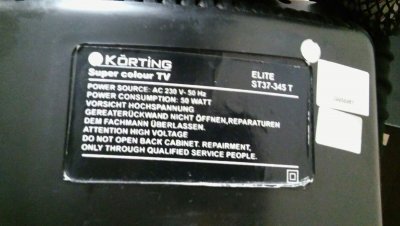 KÖRTING
Super colour TV ELITE
ST37-345 T
POWER SOURCE: AC 230 V- 50 Hz
POWER CONSUMPTION: 50 WATT
VORSICHT HOCHSPANNUNG
GEREATERÜCKWAND NICHT ÖFFNEN,REPARATUREN
DEM FACHMANN ÜBERLASSEN.
ATTENTION HIGH VOLTAGE
DO NOT OPEN BACK CABINET. REPAIRMENT,
ONLY THROUGH QUALIFIED SERVICE PEOPLE.